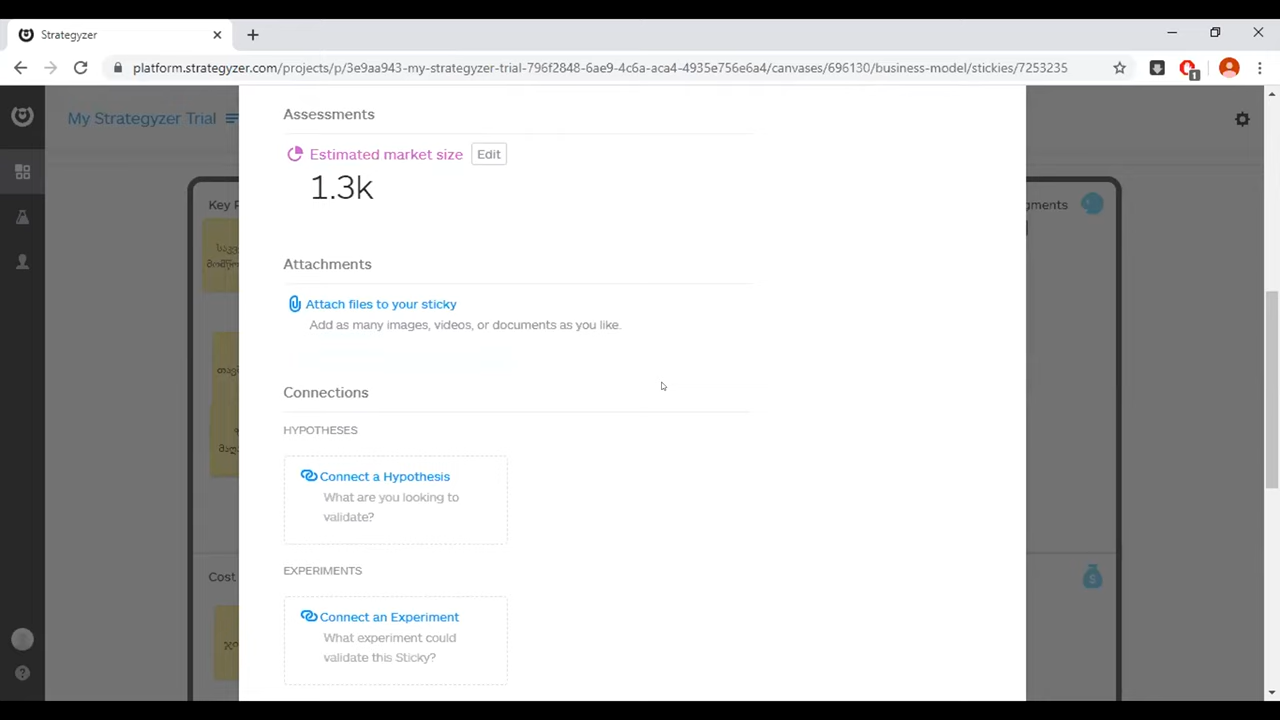 Strategyzer
platform.strategyzer.com/projects/p/3e9aa943-my-strategyzer-trial-796f2848-6ae9-4c6a-aca4-4935e756e6a4/canvases/696130/business-model/stickies/7253235
1
My Strategyzer Trial
Assessments
Estimated market size
Edit
1.3k
Key
gments
Attachments
Attach files to your sticky
Add as many images, videos, or documents as you like.
Connections
HYPOTHESES
Connect a Hypothesis
What are you looking to
validate?
EXPERIMENTS
Cost
Connect an Experiment
What experiment could
validate this Sticky?